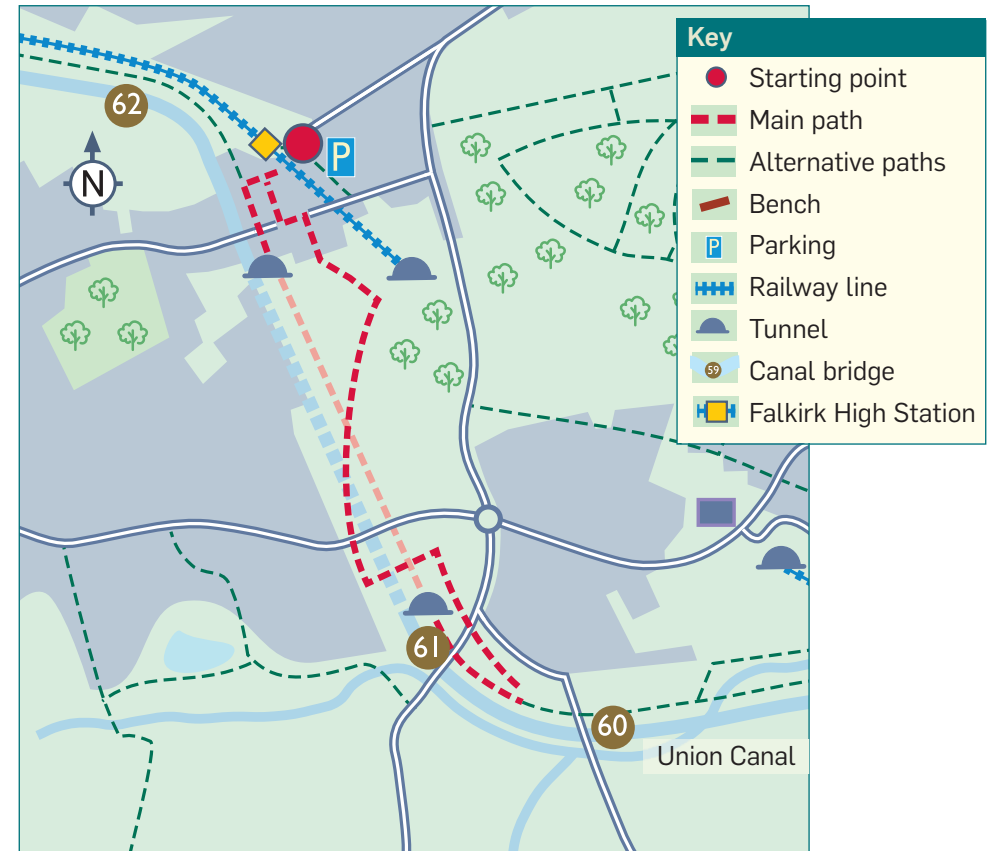 Key
Starting point
Main path
Alternative paths
Bench
P
Parking
Railway line
Tunnel
59
Canal bridge
Falkirk High Station
62
P
N
61
60
Union Canal